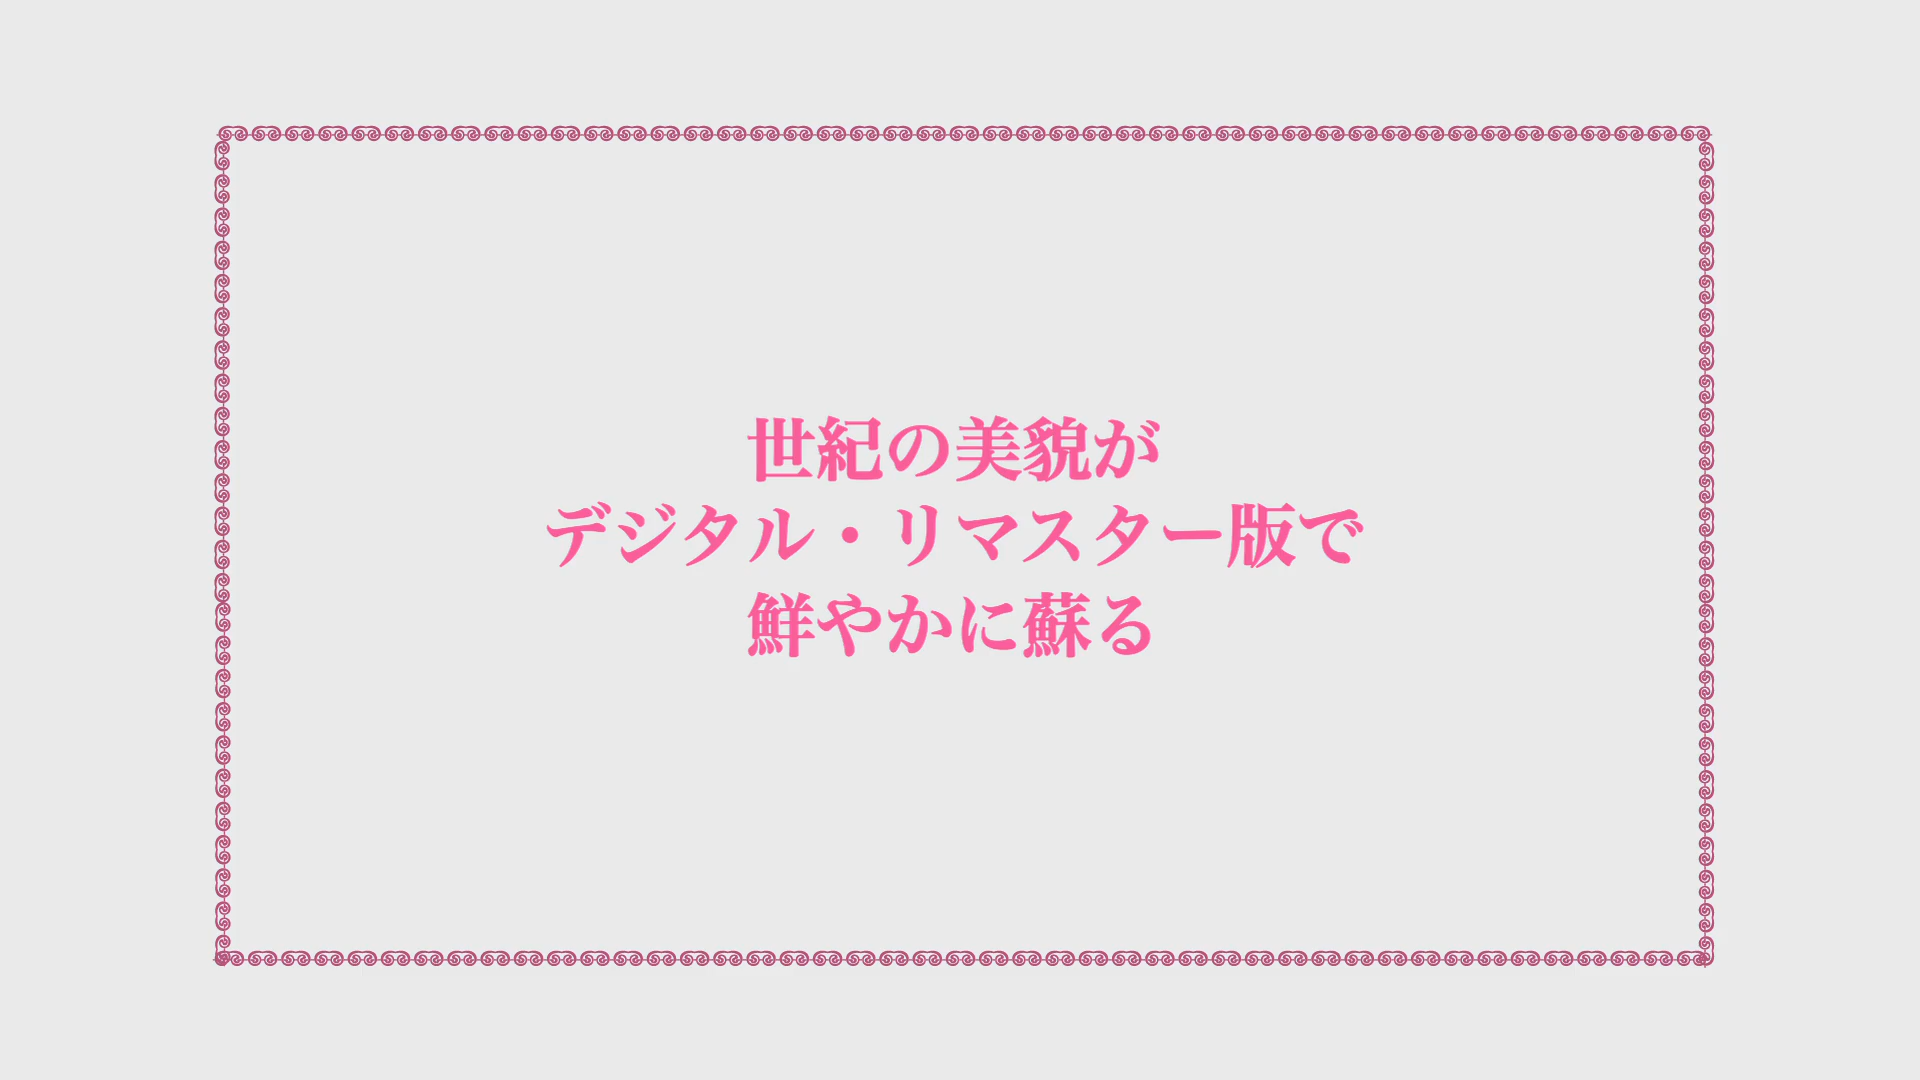 世紀の美貌が
デジタル・リマスター版で
鮮やかに蘇る